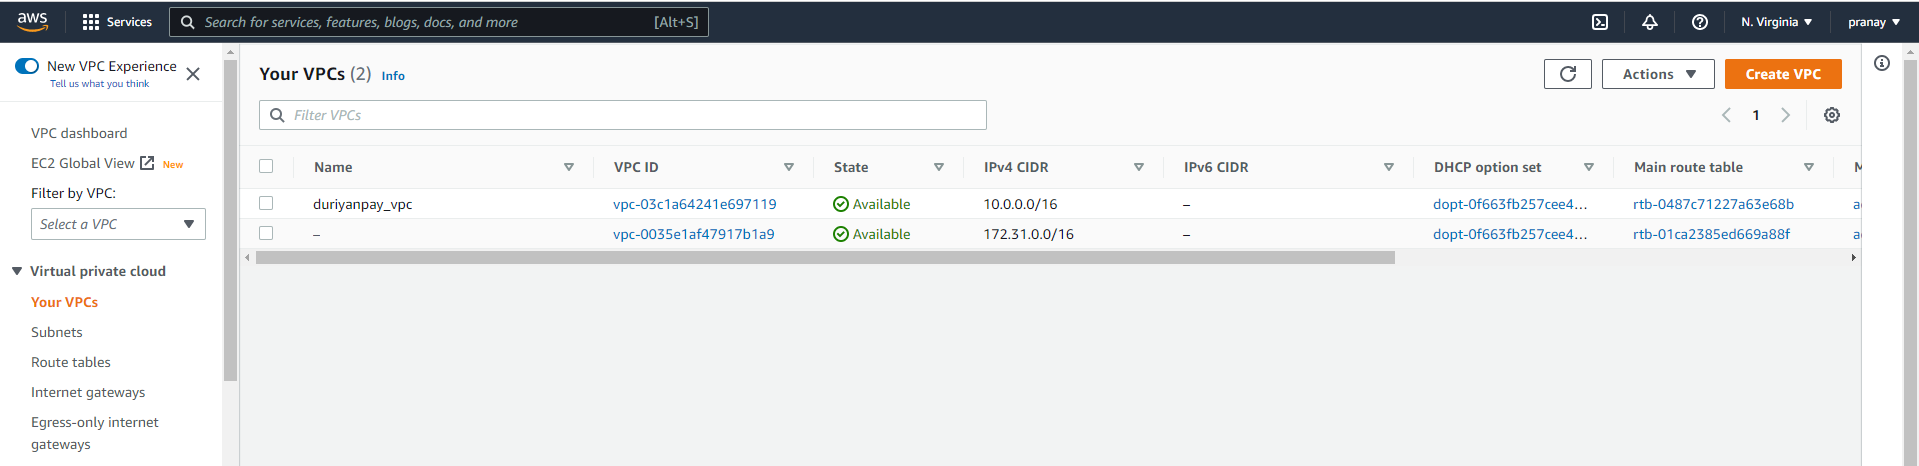 aws Services Search for services, features, blogs, docs, and more [Alt+S] N. Virginia pranay
New VPC Experience
Tell us what you think
VPC dashboard
EC2 Global View New
Filter by VPC:
Select a VPC
Virtual private cloud
Your VPCs
Subnets
Route tables
Internet gateways
Egress-only internet
gateways
Your VPCs (2) Info Actions Create VPC
Filter VPCs 1
Name VPC ID State IPv4 CIDR IPv6 CIDR DHCP option set Main route table
duriyanpay_vpc vpc-03c1a64241e697119 Available 10.0.0.0/16 – dopt-0f663fb257cee4... rtb-0487c71227a63e68b
– vpc-0035e1af47917b1a9 Available 172.31.0.0/16 – dopt-0f663fb257cee4... rtb-01ca2385ed669a88f